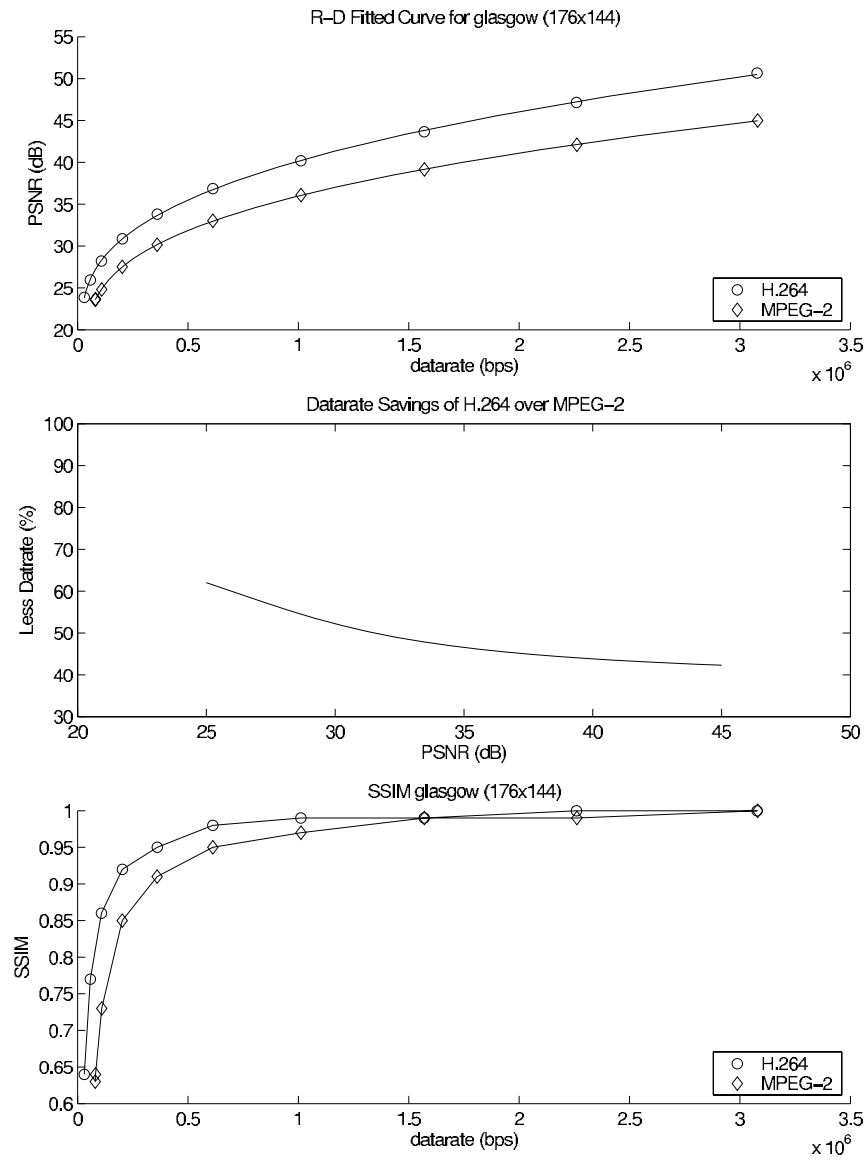 R-D Fitted Curve for glasgow (176x144)
55
50
45
40
35
30
25
20
PSNR (dB)
H.264
MPEG-2
0 0.5 1 1.5 2 2.5 3 3.5
datarate (bps)
x 10^6
Datarate Savings of H.264 over MPEG-2
100
90
80
70
60
50
40
30
Less Datrate (%)
20 25 30 35 40 45 50
PSNR (dB)
SSIM glasgow (176x144)
1
0.95
0.9
0.85
0.8
0.75
0.7
0.65
0.6
SSIM
H.264
MPEG-2
0 0.5 1 1.5 2 2.5 3 3.5
datarate (bps)
x 10^6